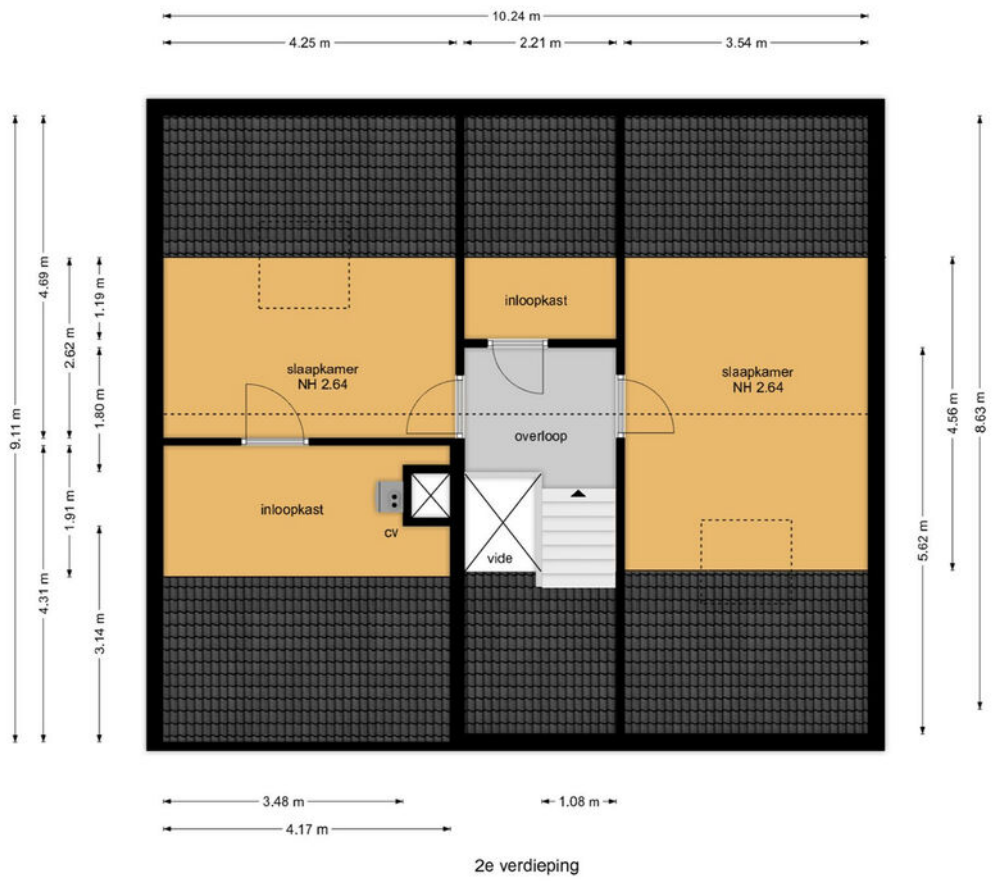 10.24 m
4.25 m
2.21 m
3.54 m
9.11 m
4.69 m
4.31 m
2.62 m
1.91 m
1.19 m
1.80 m
3.14 m
inloopkast
slaapkamer
NH 2.64
slaapkamer
NH 2.64
overloop
inloopkast
cv
vide
4.56 m
5.62 m
8.63 m
3.48 m
1.08 m
4.17 m
2e verdieping